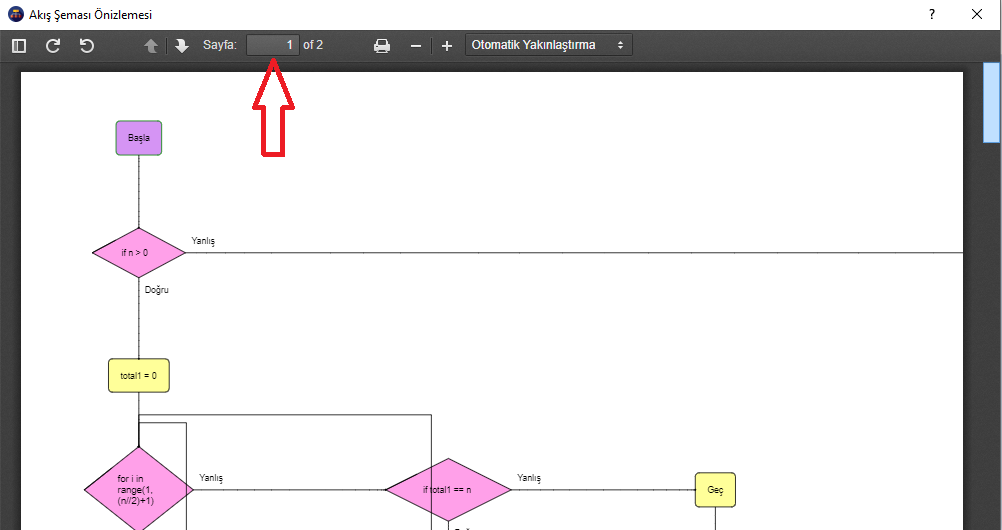 Akış Şeması Önizlemesi
?
Sayfa: 1 of 2
Otomatik Yakınlaştırma
Başla
Yanlış
if n > 0
Doğru
total1 = 0
for i in
range(1,
(n//2)+1)
Yanlış
if total1 == n
Yanlış
Geç